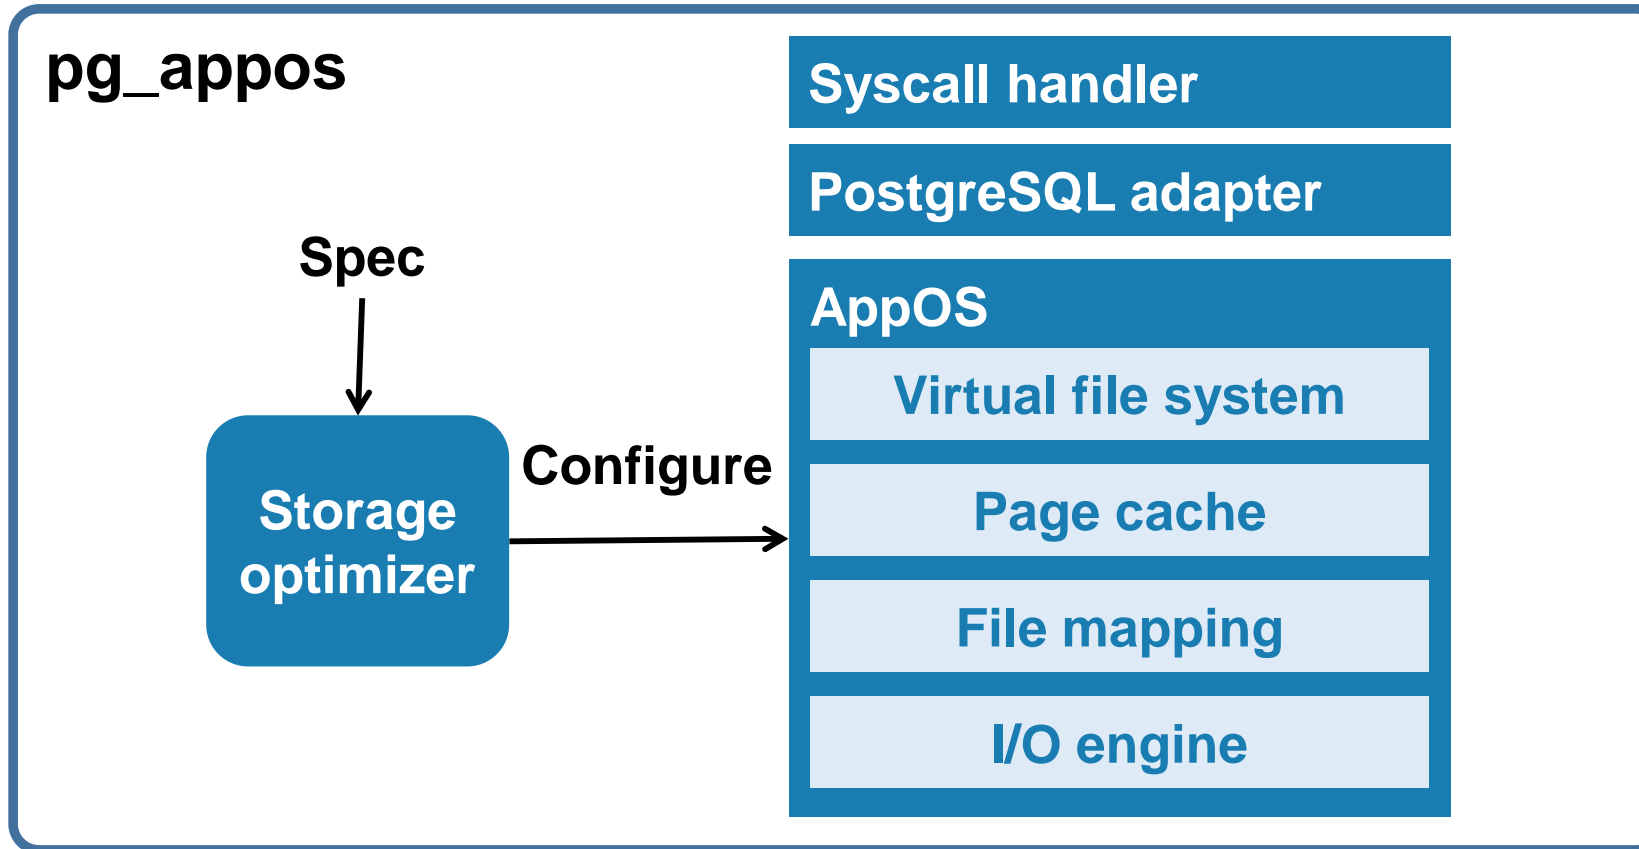 pg_appos
Syscall handler
PostgreSQL adapter
Spec
AppOS
Virtual file system
Configure
Storage
optimizer
Page cache
File mapping
I/O engine